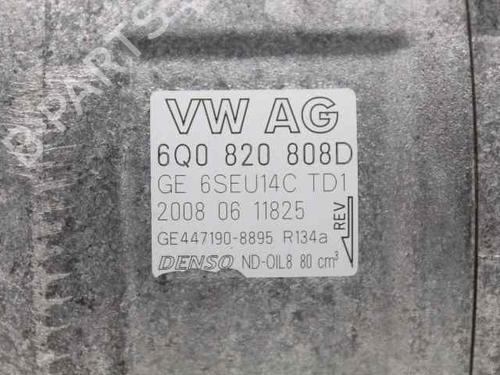 VW AG
6Q0 820 808D
GE 6SEU14C TD1
2008 06 11825
GE447190-8895 R134a
DENSO ND-OIL8 80 cm³
REV
B-PARTS